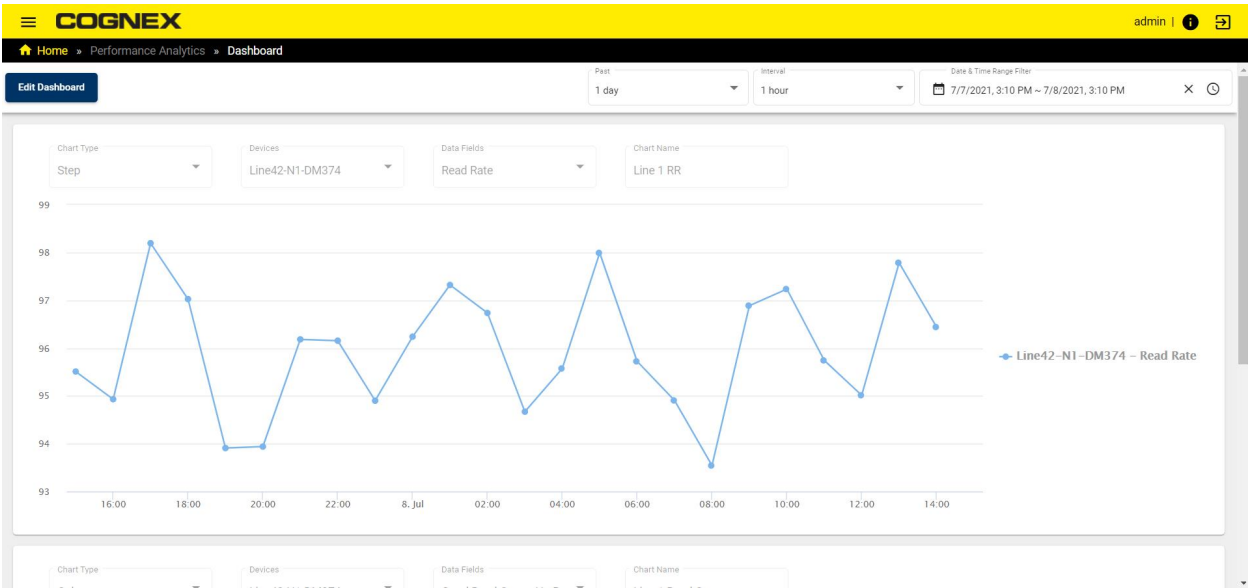 COGNEX
admin |
Home » Performance Analytics » Dashboard
Edit Dashboard
Past
1 day
Interval
1 hour
Date & Time Range Filter
7/7/2021, 3:10 PM ~ 7/8/2021, 3:10 PM
Chart Type
Step
Devices
Line42-N1-DM374
Data Fields
Read Rate
Chart Name
Line 1 RR
99
98
97
96
95
94
93
16:00 18:00 20:00 22:00 8. Jul 02:00 04:00 06:00 08:00 10:00 12:00 14:00
Line42-N1-DM374 - Read Rate
Chart Type
Devices
Data Fields
Chart Name